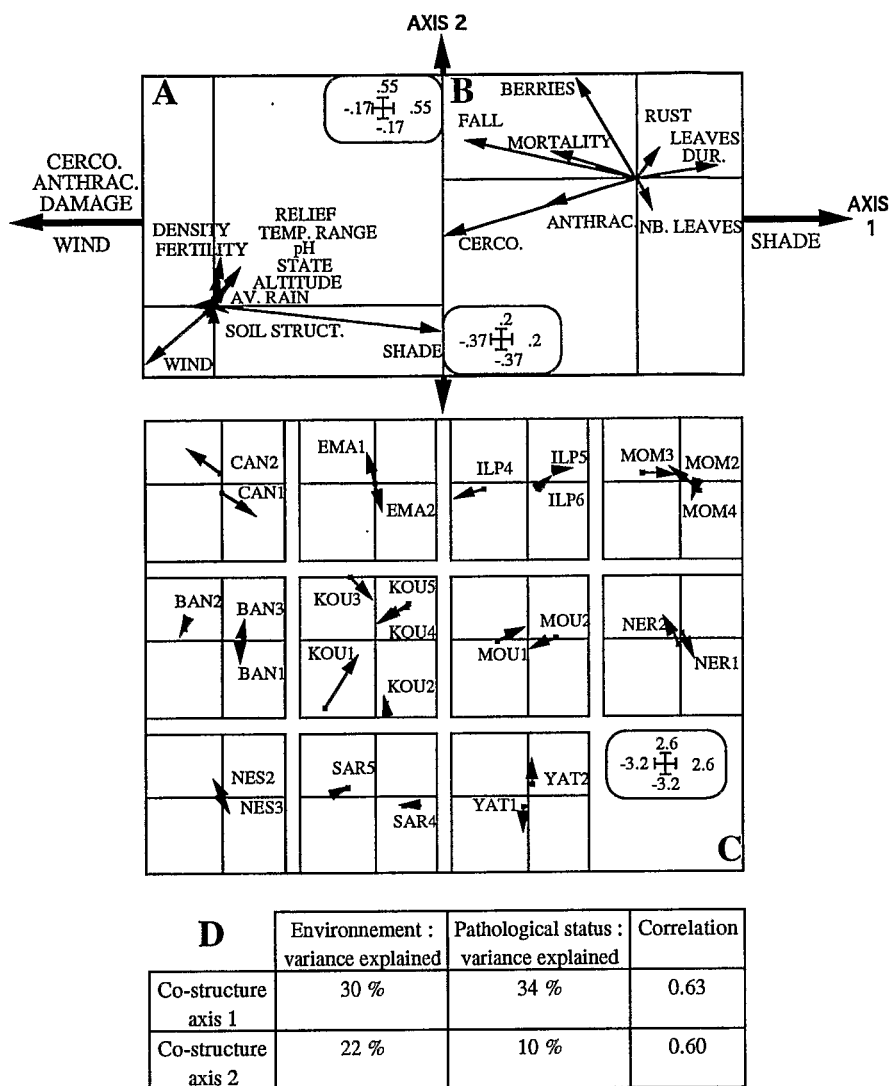 AXIS 2
A
.55
-.17 .55
-.17
B
BERRIES
FALL
MORTALITY
RUST
LEAVES
DUR.
ANTHRAC.
NB. LEAVES
CERCO.
CERCO.
ANTHRAC.
DAMAGE
WIND
AXIS
1
SHADE
DENSITY
FERTILITY
RELIEF
TEMP. RANGE
pH
STATE
ALTITUDE
AV. RAIN
SOIL STRUCT.
SHADE
WIND
.2
-.37 .2
-.37
CAN2
CAN1
EMA1
EMA2
ILP4
ILP5
ILP6
MOM3
MOM2
MOM4
BAN2
BAN3
BAN1
KOU3
KOU5
KOU4
KOU1
KOU2
MOU2
MOU1
NER2
NER1
NES2
NES3
SAR5
SAR4
YAT2
YAT1
2.6
-3.2 2.6
-3.2
C
D
Environnement :
variance explained
Pathological status :
variance explained
Correlation
Co-structure
axis 1
30 %
34 %
0.63
Co-structure
axis 2
22 %
10 %
0.60